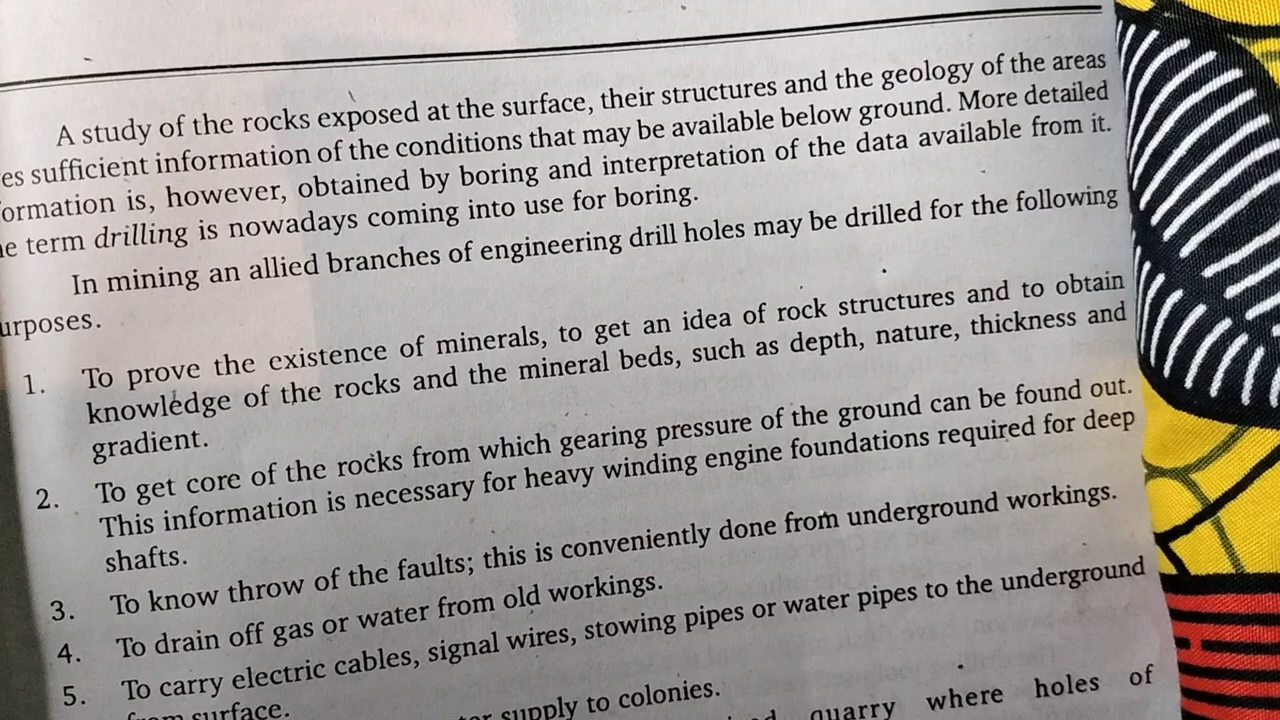 A study of the rocks exposed at the surface, their structures and the geology of the areas
es sufficient information of the conditions that may be available below ground. More detailed
ormation is, however, obtained by boring and interpretation of the data available from it.
e term drilling is nowadays coming into use for boring.
In mining an allied branches of engineering drill holes may be drilled for the following
urposes.
1. To prove the existence of minerals, to get an idea of rock structures and to obtain
knowledge of the rocks and the mineral beds, such as depth, nature, thickness and
gradient.
2. To get core of the rocks from which gearing pressure of the ground can be found out.
This information is necessary for heavy winding engine foundations required for deep
shafts.
3. To know throw of the faults; this is conveniently done from underground workings.
4. To drain off gas or water from old workings.
5. To carry electric cables, signal wires, stowing pipes or water pipes to the underground
from surface.
supply to colonies.
quarry where holes of